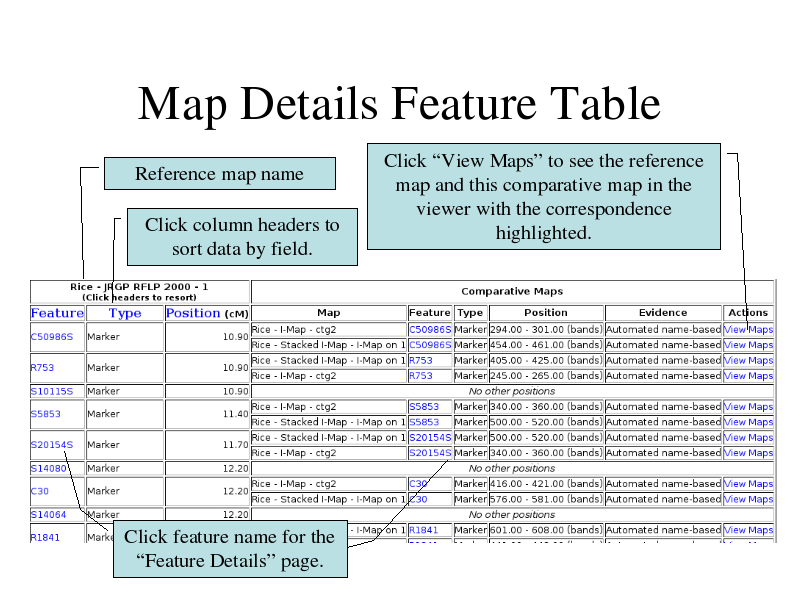 Map Details Feature Table
Reference map name
Click “View Maps” to see the reference
map and this comparative map in the
viewer with the correspondence
highlighted.
Click column headers to
sort data by field.
Rice - JRGP RFLP 2000 - 1
(Click headers to resort)
Comparative Maps
Feature Type Position (cM) Map Feature Type Position Evidence Actions
C50986S Marker 10.90 Rice - I-Map - ctg2 C50986S Marker 294.00 - 301.00 (bands) Automated name-based View Maps
Rice - Stacked I-Map - I-Map on 1 C50986S Marker 454.00 - 461.00 (bands) Automated name-based View Maps
R753 Marker 10.90 Rice - Stacked I-Map - I-Map on 1 R753 Marker 405.00 - 425.00 (bands) Automated name-based View Maps
Rice - I-Map - ctg2 R753 Marker 245.00 - 265.00 (bands) Automated name-based View Maps
S10115S Marker 10.90 No other positions
S5853 Marker 11.40 Rice - I-Map - ctg2 S5853 Marker 340.00 - 360.00 (bands) Automated name-based View Maps
Rice - Stacked I-Map - I-Map on 1 S5853 Marker 500.00 - 520.00 (bands) Automated name-based View Maps
S20154S Marker 11.70 Rice - Stacked I-Map - I-Map on 1 S20154S Marker 500.00 - 520.00 (bands) Automated name-based View Maps
Rice - I-Map - ctg2 S20154S Marker 340.00 - 360.00 (bands) Automated name-based View Maps
S14080 Marker 12.20 No other positions
C30 Marker 12.20 Rice - I-Map - ctg2 C30 Marker 416.00 - 421.00 (bands) Automated name-based View Maps
Rice - Stacked I-Map - I-Map on 1 C30 Marker 576.00 - 581.00 (bands) Automated name-based View Maps
S14064 Marker 12.20 No other positions
R1841 - I-Map on 1 R1841 Marker 601.00 - 608.00 (bands) Automated name-based View Maps
Click feature name for the
“Feature Details” page.